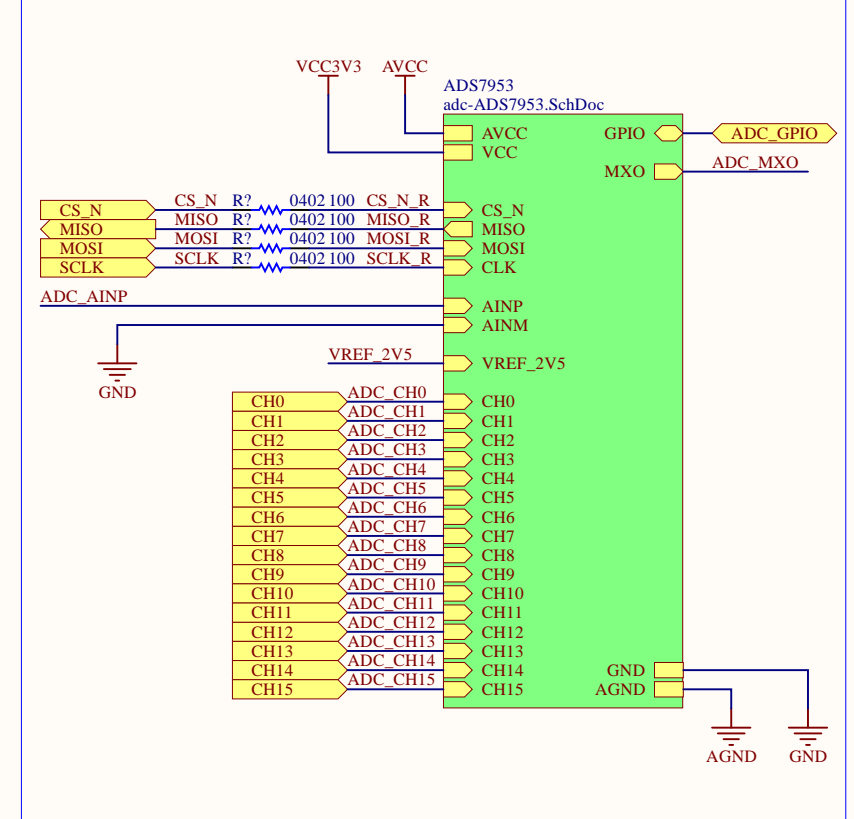 VCC3V3 AVCC
ADS7953
adc-ADS7953.SchDoc
AVCC GPIO ADC_GPIO
VCC
MXO ADC_MXO
CS_N CS_N R? 0402 100 CS_N_R CS_N
MISO MISO R? 0402 100 MISO_R MISO
MOSI MOSI R? 0402 100 MOSI_R MOSI
SCLK SCLK R? 0402 100 SCLK_R CLK
ADC_AINP AINP
AINM
GND
VREF_2V5 VREF_2V5
CH0 ADC_CH0 CH0
CH1 ADC_CH1 CH1
CH2 ADC_CH2 CH2
CH3 ADC_CH3 CH3
CH4 ADC_CH4 CH4
CH5 ADC_CH5 CH5
CH6 ADC_CH6 CH6
CH7 ADC_CH7 CH7
CH8 ADC_CH8 CH8
CH9 ADC_CH9 CH9
CH10 ADC_CH10 CH10
CH11 ADC_CH11 CH11
CH12 ADC_CH12 CH12
CH13 ADC_CH13 CH13
CH14 ADC_CH14 CH14 GND
CH15 ADC_CH15 CH15 AGND
AGND GND